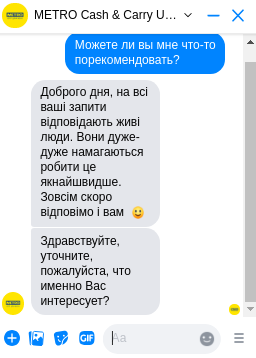 METRO Cash & Carry U...
Можете ли вы мне что-то
порекомендовать?
Доброго дня, на всі
ваші запити
відповідають живі
люди. Вони дуже-
дуже намагаються
робити це
якнайшвидше.
Зовсім скоро
відповімо і вам
Здравствуйте,
уточните,
пожалуйста, что
именно Вас
интересует?
GIF
Aa